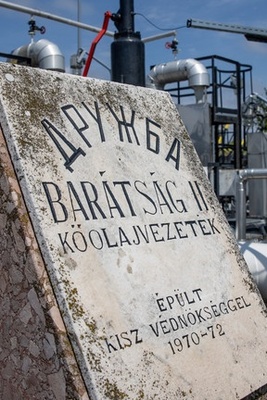 ДРУЖБА
BARÁTSÁG II
KŐOLAJVEZETÉK
ÉPÜLT
KISZ VÉDNÖKSÉGGEL
1970-72